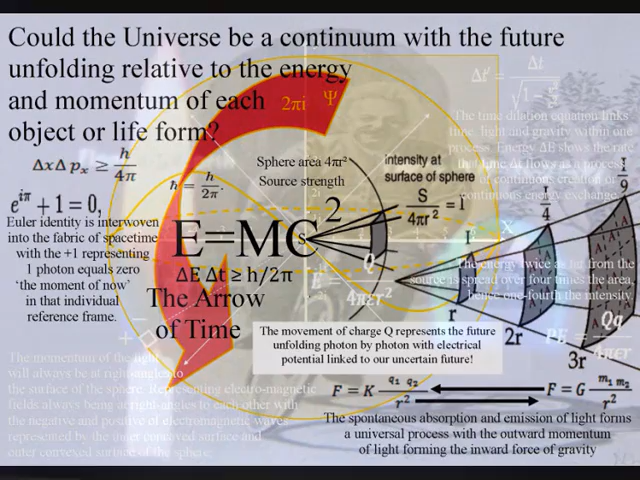 Could the Universe be a continuum with the future
unfolding relative to the energy
and momentum of each
object or life form?
2πi Ψ
Δt' = Δt / √1 −
The time dilation equation links
time, light and gravity within one
process. Energy ΔE shows the rate
that time Δt flows as a process
of continuous creation or
continuous energy exchange.
ΔxΔp_x ≥ h/4π
ħ = h/2π
Sphere area 4πr²
Source strength
intensity at
surface of sphere
S/4πr² = I
e^iπ + 1 = 0,
Euler identity is interwoven
into the fabric of spacetime
with the +1 representing
1 photon equals zero
‘the moment of now’
in that individual
reference frame.
E=MC2
ΔE Δt ≥ h/2π
The Arrow
of Time
E = Q/4πεr²
I
I/4
I/9
X
r
2r
3r
The energy twice as far from the
source is spread over four times the area,
hence one-fourth the intensity
PE = Qq/4πεr
The movement of charge Q represents the future
unfolding photon by photon with electrical
potential linked to our uncertain future!
The momentum of the light
will always be at right-angles to
the surface of the sphere. Representing electro-magnetic
fields always being at right-angles to each other with
the negative and positive of electromagnetic waves
represented by the inner concaved surface and
outer convexed surface of the sphere.
F = K q₁ q₂/r²
F = G m₁ m₂/r²
The spontaneous absorption and emission of light forms
a universal process with the outward momentum
of light forming the inward force of gravity